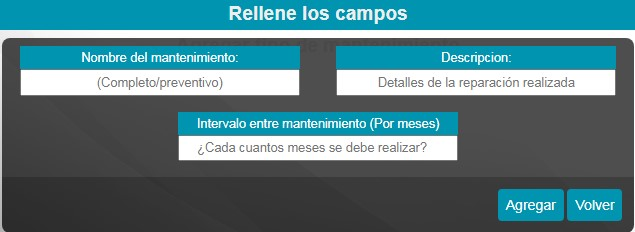 Rellene los campos
Nombre del mantenimiento:
Descripcion:
(Completo/preventivo)
Detalles de la reparación realizada
Intervalo entre mantenimiento (Por meses)
¿Cada cuantos meses se debe realizar?
Agregar
Volver